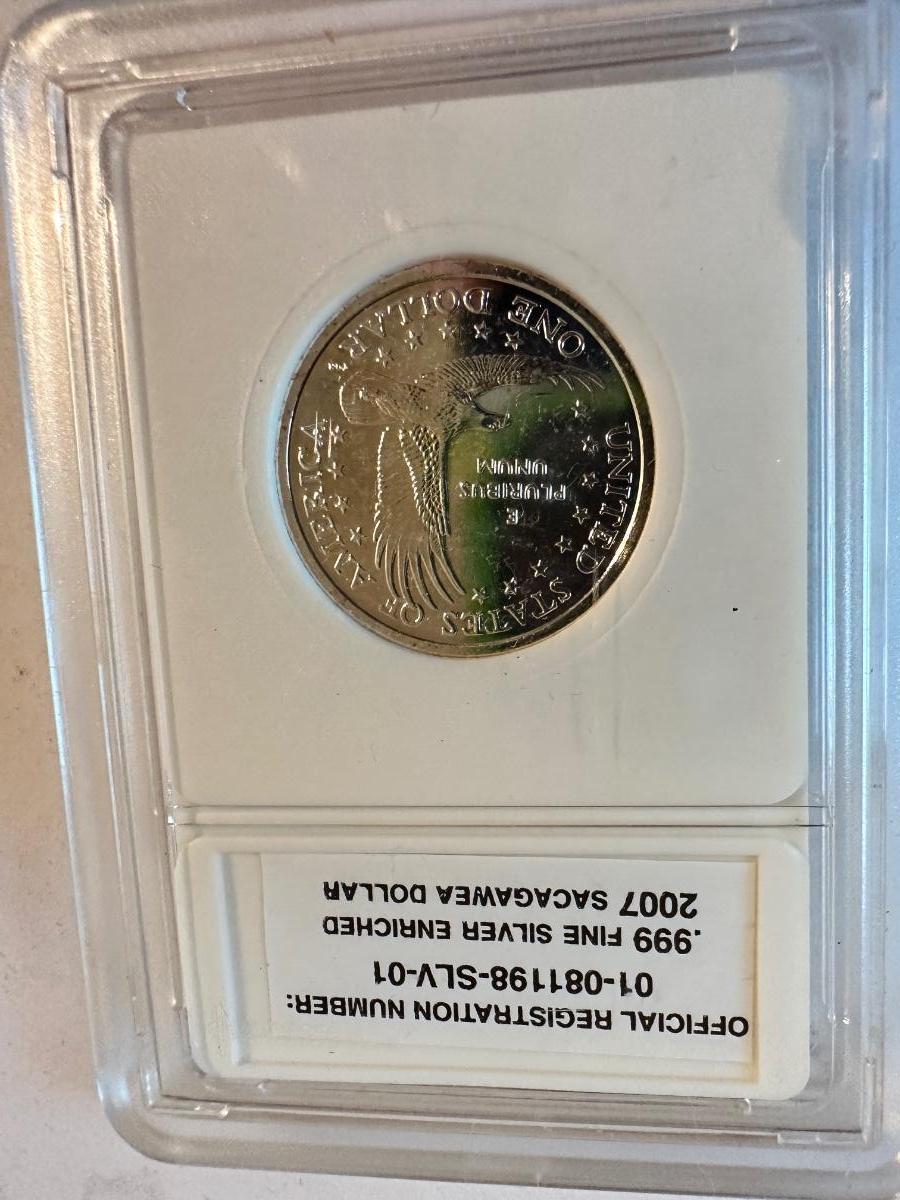 OFFICIAL REGISTRATION NUMBER:
01-081198-SLV-01
.999 FINE SILVER ENRICHED
2007 SACAGAWEA DOLLAR
UNITED STATES OF AMERICA
E
PLURIBUS
UNUM
ONE DOLLAR